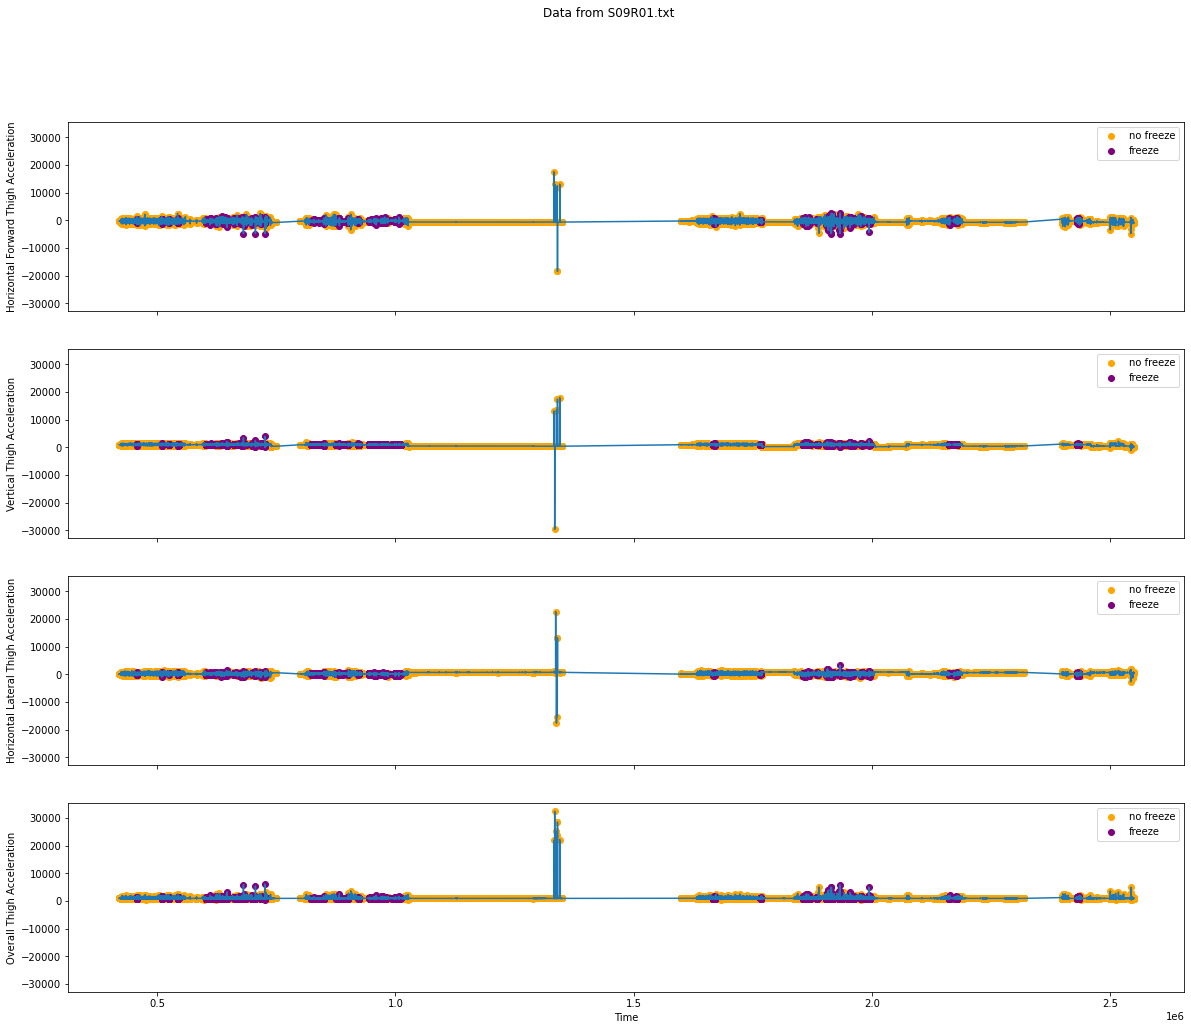 Data from S09R01.txt
Horizontal Forward Thigh Acceleration
30000
20000
10000
0
−10000
−20000
−30000
no freeze
freeze
Vertical Thigh Acceleration
30000
20000
10000
0
−10000
−20000
−30000
no freeze
freeze
Horizontal Lateral Thigh Acceleration
30000
20000
10000
0
−10000
−20000
−30000
no freeze
freeze
Overall Thigh Acceleration
30000
20000
10000
0
−10000
−20000
−30000
no freeze
freeze
0.5 1.0 1.5 2.0 2.5
Time
1e6